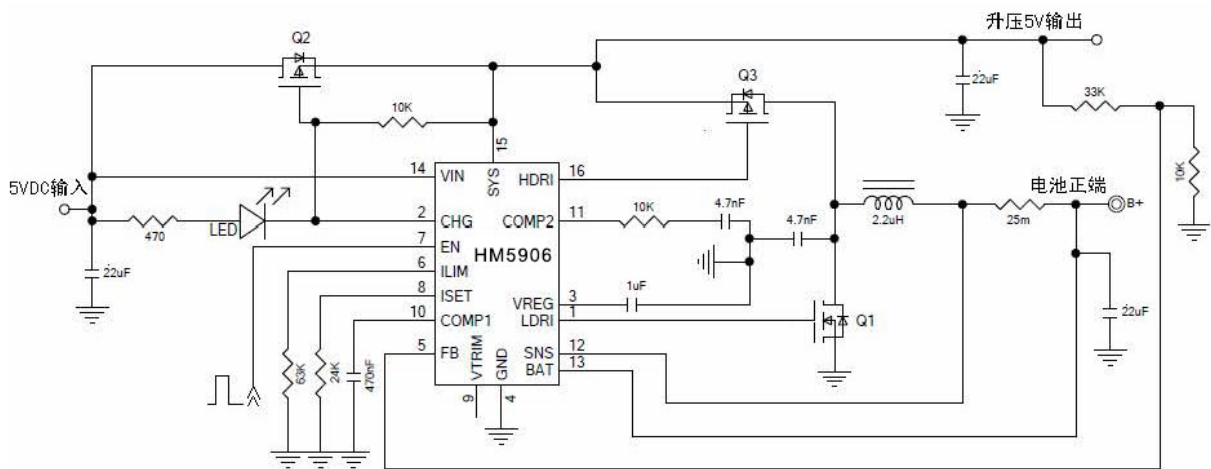 升压5V输出
Q2
22uF
Q3
33K
10K
15
14
VIN
SYS
HDRI
16
10K
5VDC输入
电池正端
4.7nF
470
LED
2
CHG
COMP2
11
10K
4.7nF
2.2uH
25m
B+
7
EN
HM5906
22uF
6
ILIM
1uF
8
ISET
VREG
3
22uF
10
COMP1
LDRI
1
Q1
5
FB
SNS
12
BAT
13
63K
24K
470nF
VTRIM
GND
9
4